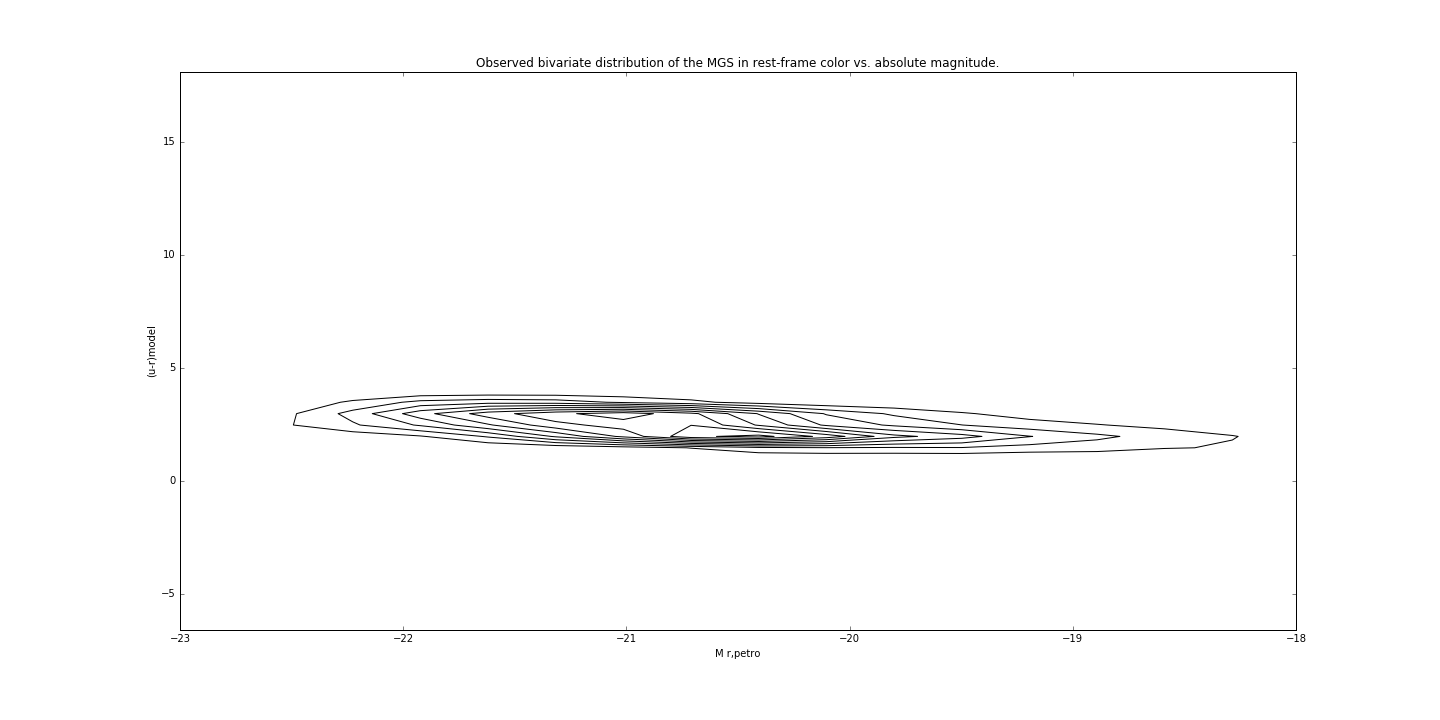 Observed bivariate distribution of the MGS in rest-frame color vs. absolute magnitude.
15
10
5
0
−5
(u-r)model
−23 −22 −21 −20 −19 −18
M r,petro